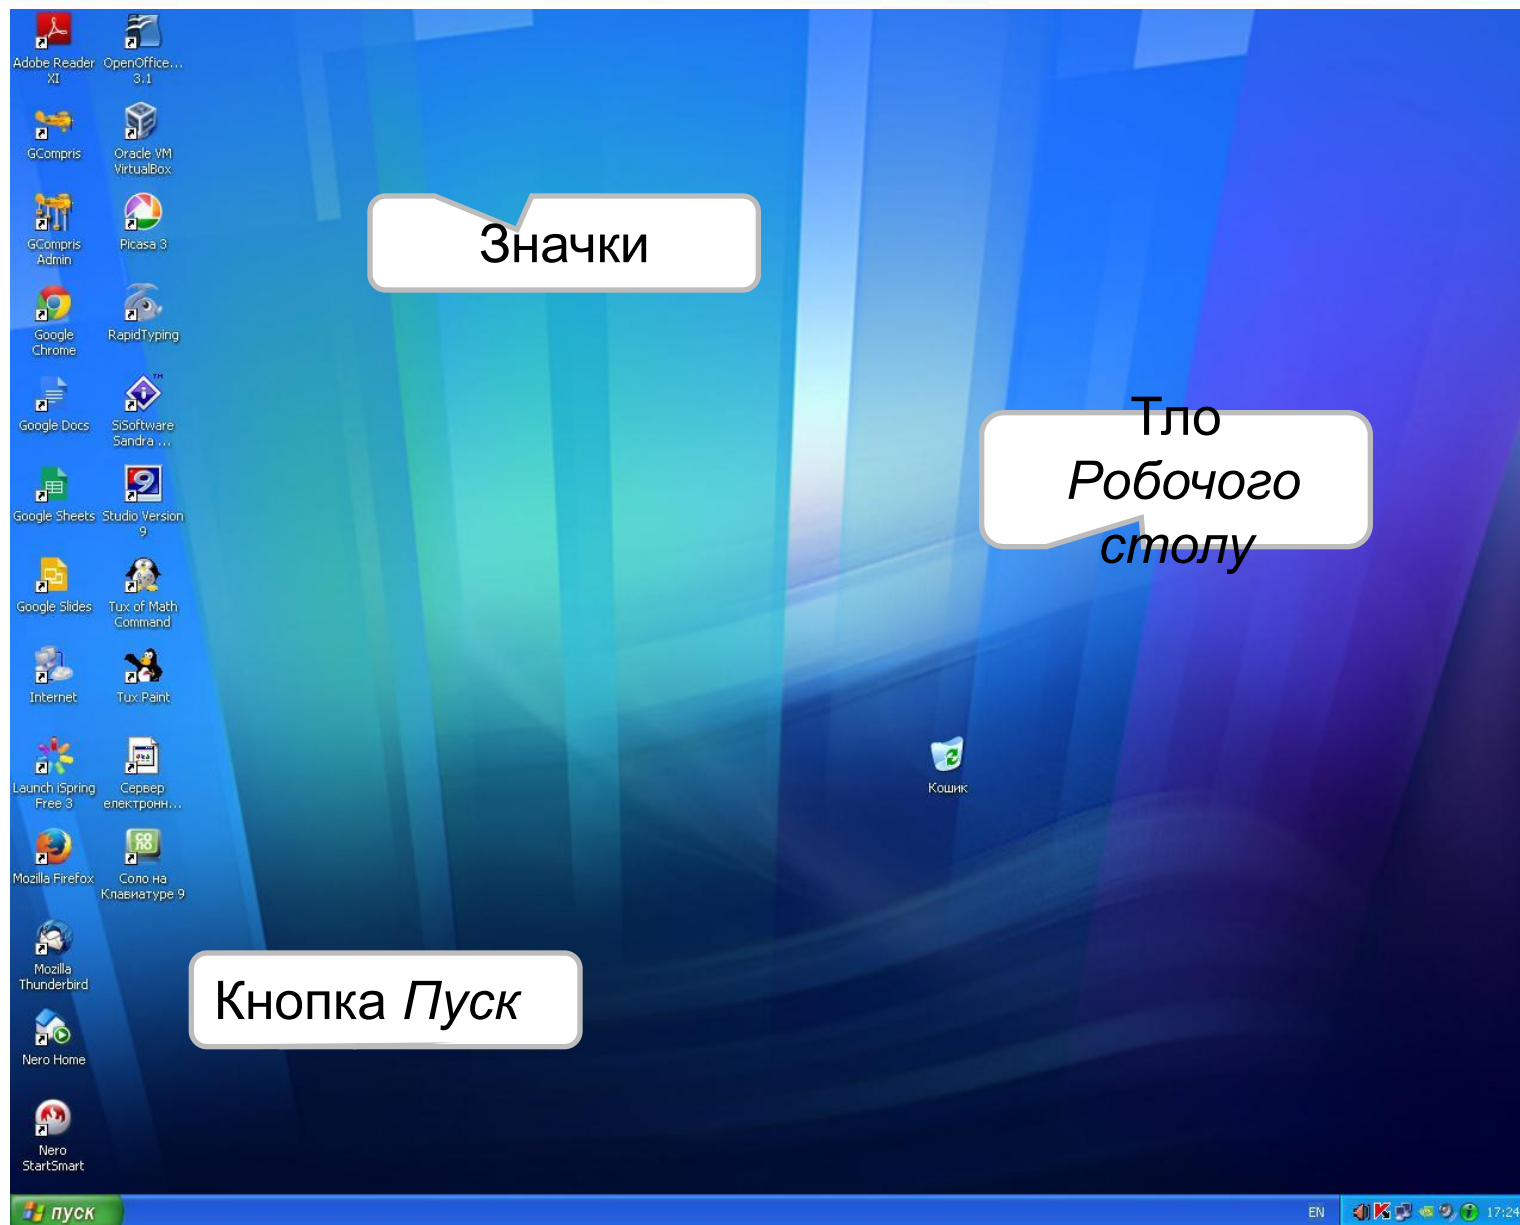 Adobe Reader
XI
OpenOffice...
3.1
GCompris
Oracle VM
VirtualBox
GCompris
Admin
Picasa 3
Google
Chrome
RapidTyping
Google Docs
SiSoftware
Sandra ...
Google Sheets
Studio Version
9
Google Slides
Tux of Math
Command
Internet
Tux Paint
Launch iSpring
Free 3
Сервер
електронн...
Mozilla Firefox
Соло на
Клавиатуре 9
Mozilla
Thunderbird
Nero Home
Nero
StartSmart
Значки
Тло
Робочого
столу
Кошик
Кнопка Пуск
пуск
EN
17:24